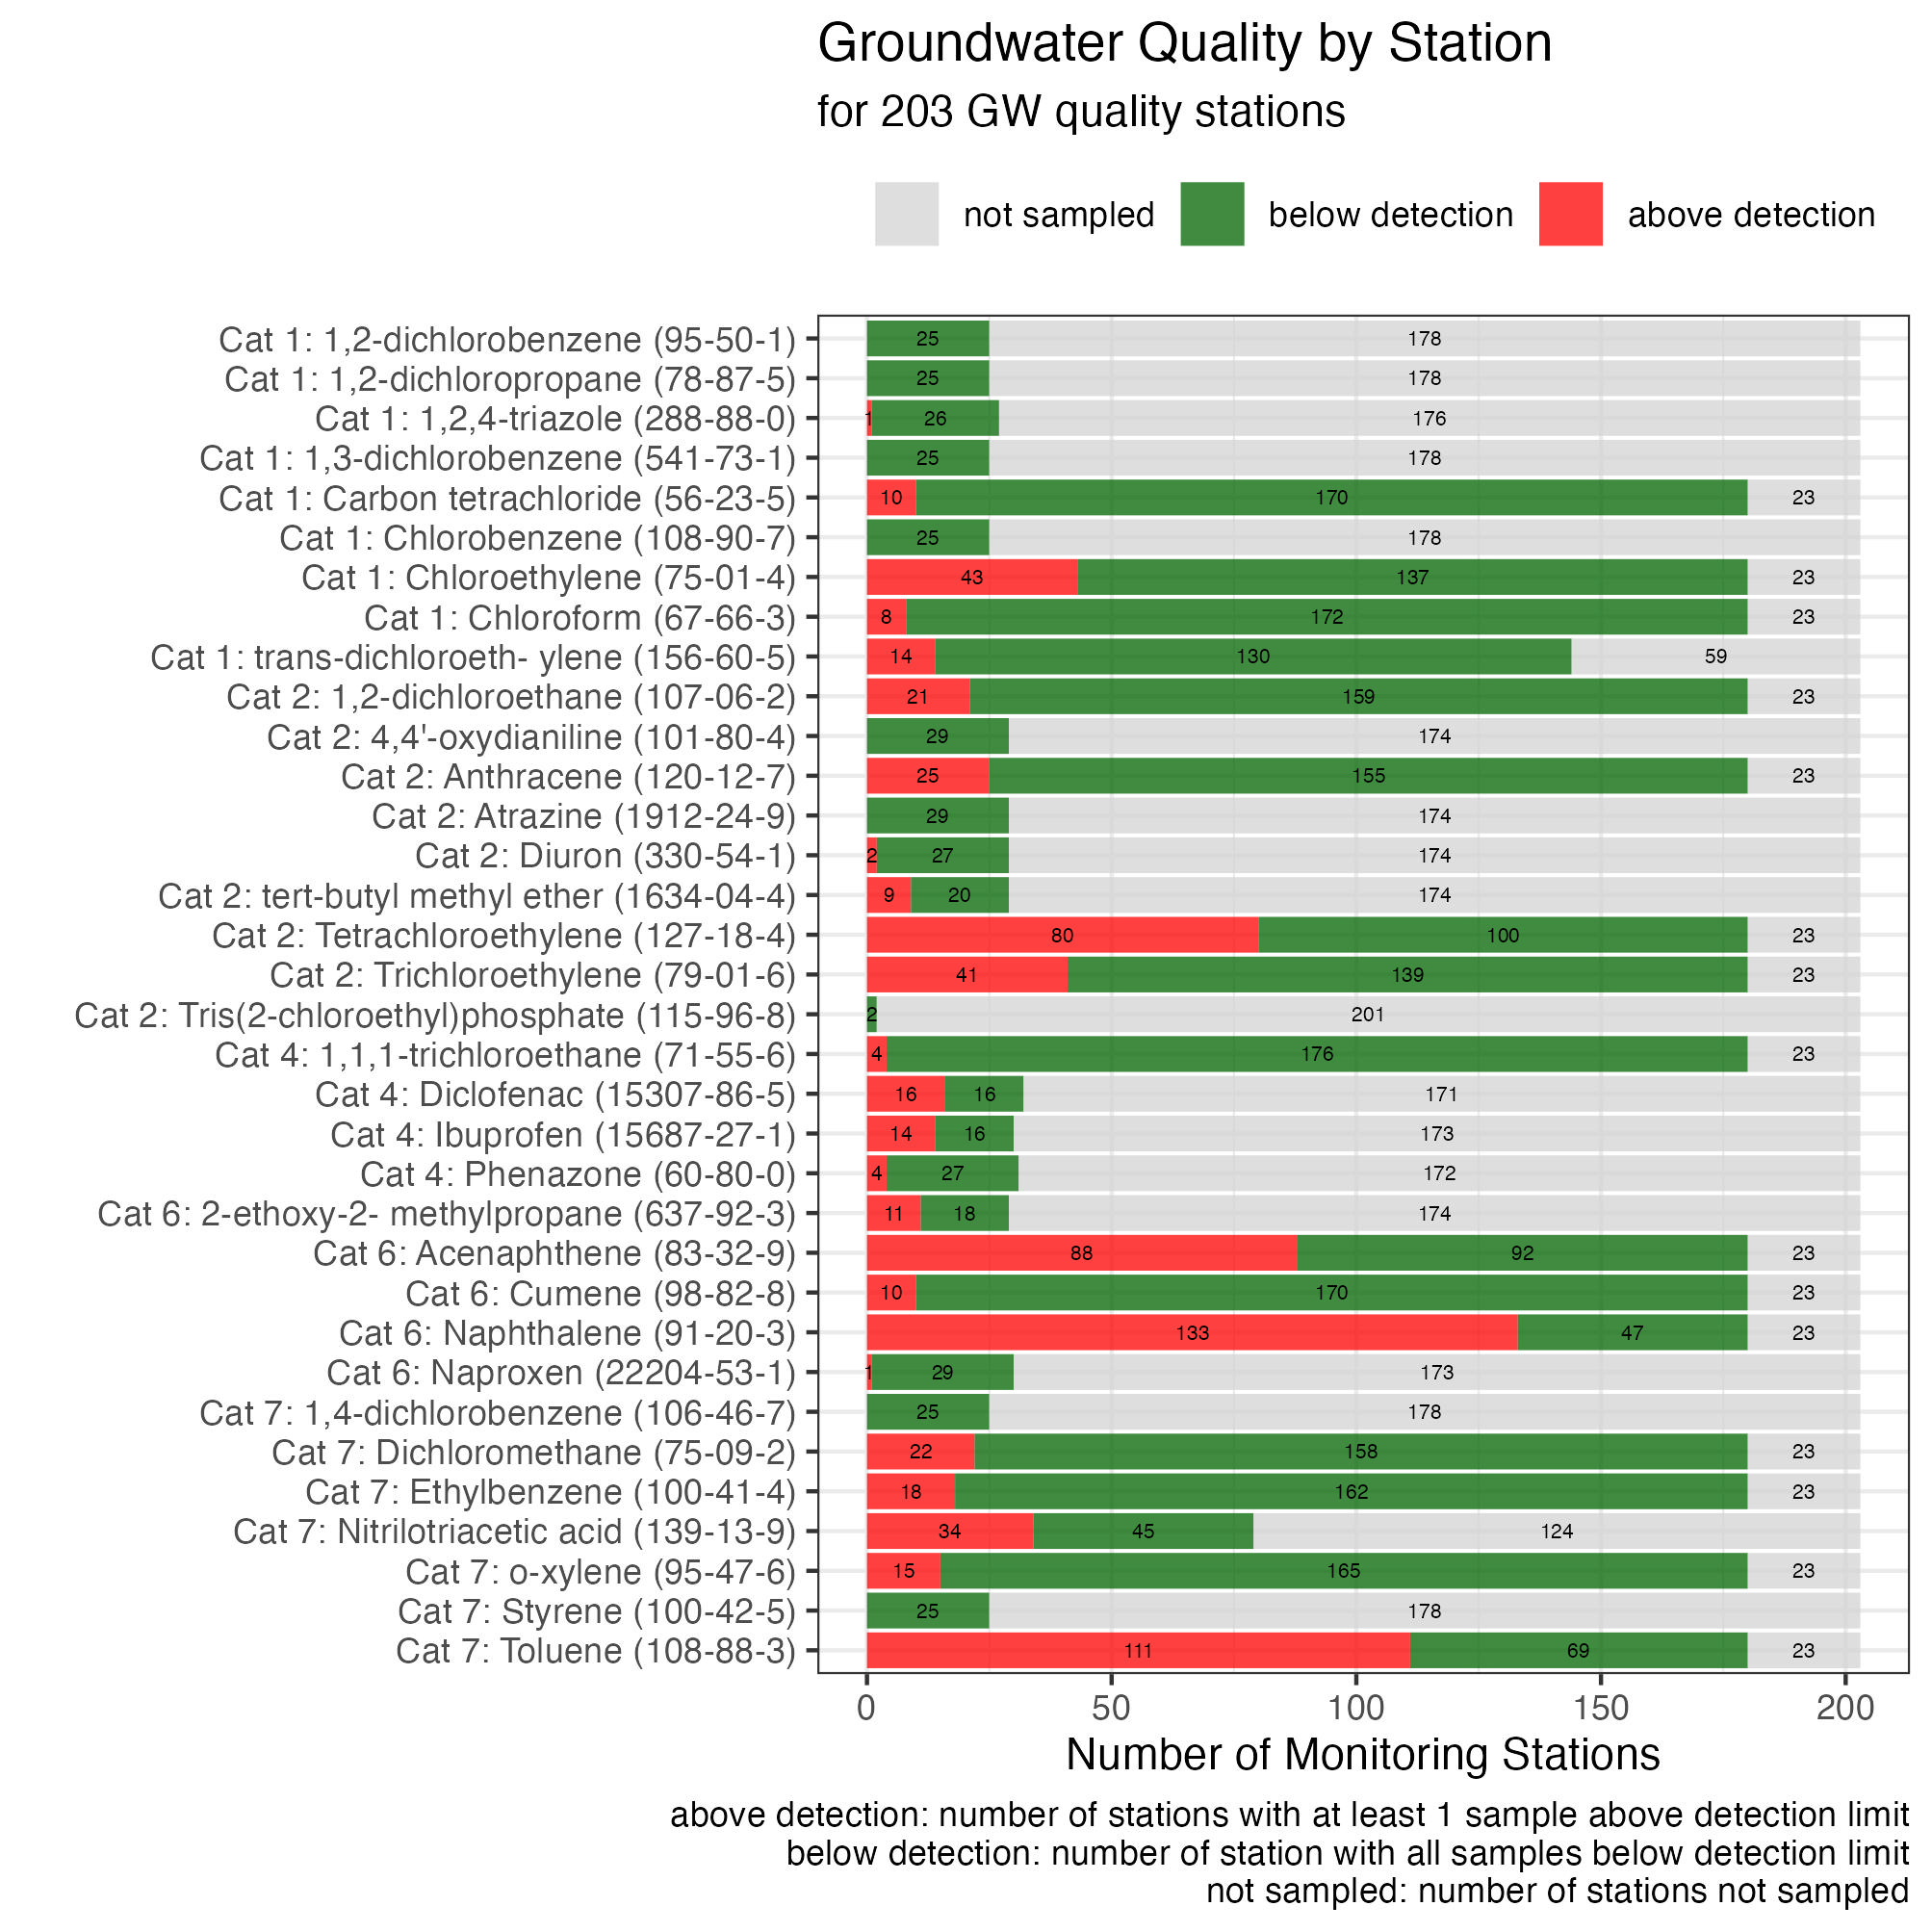 Groundwater Quality by Station
for 203 GW quality stations
not sampled below detection above detection
Cat 1: 1,2-dichlorobenzene (95-50-1) 25 178
Cat 1: 1,2-dichloropropane (78-87-5) 25 178
Cat 1: 1,2,4-triazole (288-88-0) 1 26 176
Cat 1: 1,3-dichlorobenzene (541-73-1) 25 178
Cat 1: Carbon tetrachloride (56-23-5) 10 170 23
Cat 1: Chlorobenzene (108-90-7) 25 178
Cat 1: Chloroethylene (75-01-4) 43 137 23
Cat 1: Chloroform (67-66-3) 8 172 23
Cat 1: trans-dichloroeth- ylene (156-60-5) 14 130 59
Cat 2: 1,2-dichloroethane (107-06-2) 21 159 23
Cat 2: 4,4'-oxydianiline (101-80-4) 29 174
Cat 2: Anthracene (120-12-7) 25 155 23
Cat 2: Atrazine (1912-24-9) 29 174
Cat 2: Diuron (330-54-1) 2 27 174
Cat 2: tert-butyl methyl ether (1634-04-4) 9 20 174
Cat 2: Tetrachloroethylene (127-18-4) 80 100 23
Cat 2: Trichloroethylene (79-01-6) 41 139 23
Cat 2: Tris(2-chloroethyl)phosphate (115-96-8) 2 201
Cat 4: 1,1,1-trichloroethane (71-55-6) 4 176 23
Cat 4: Diclofenac (15307-86-5) 16 16 171
Cat 4: Ibuprofen (15687-27-1) 14 16 173
Cat 4: Phenazone (60-80-0) 4 27 172
Cat 6: 2-ethoxy-2- methylpropane (637-92-3) 11 18 174
Cat 6: Acenaphthene (83-32-9) 88 92 23
Cat 6: Cumene (98-82-8) 10 170 23
Cat 6: Naphthalene (91-20-3) 133 47 23
Cat 6: Naproxen (22204-53-1) 1 29 173
Cat 7: 1,4-dichlorobenzene (106-46-7) 25 178
Cat 7: Dichloromethane (75-09-2) 22 158 23
Cat 7: Ethylbenzene (100-41-4) 18 162 23
Cat 7: Nitrilotriacetic acid (139-13-9) 34 45 124
Cat 7: o-xylene (95-47-6) 15 165 23
Cat 7: Styrene (100-42-5) 25 178
Cat 7: Toluene (108-88-3) 111 69 23
0 50 100 150 200
Number of Monitoring Stations
above detection: number of stations with at least 1 sample above detection limit
below detection: number of station with all samples below detection limit
not sampled: number of stations not sampled